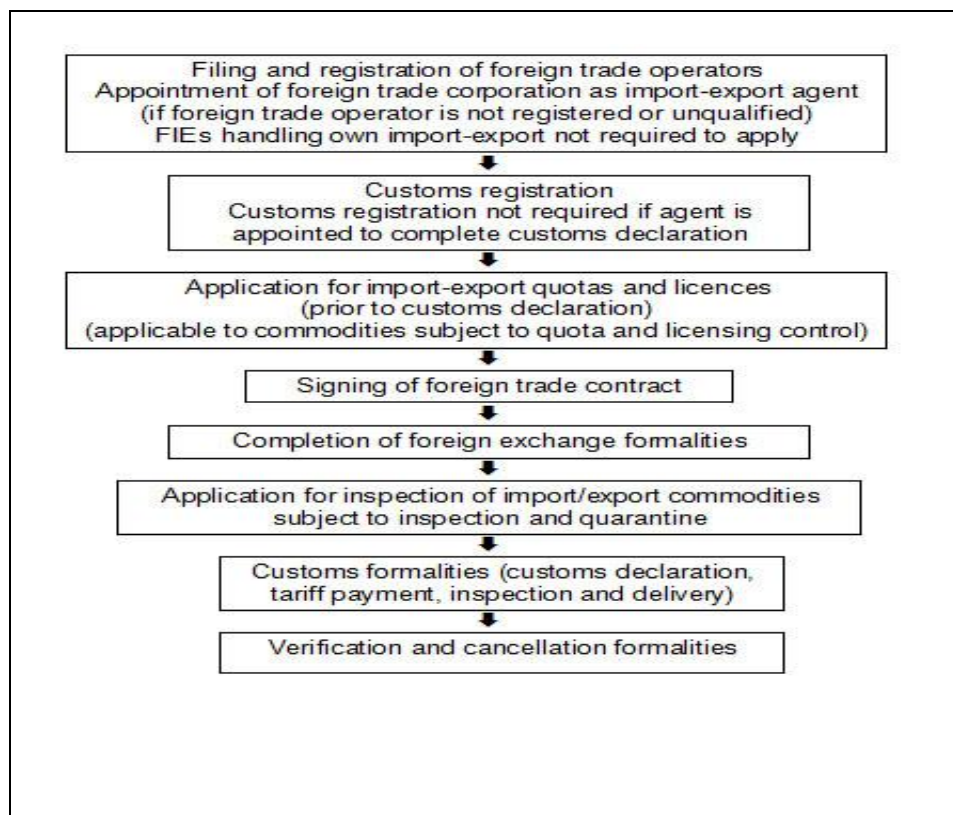 Filing and registration of foreign trade operators
Appointment of foreign trade corporation as import-export agent
(if foreign trade operator is not registered or unqualified)
FIEs handling own import-export not required to apply
Customs registration
Customs registration not required if agent is
appointed to complete customs declaration
Application for import-export quotas and licences
(prior to customs declaration)
(applicable to commodities subject to quota and licensing control)
Signing of foreign trade contract
Completion of foreign exchange formalities
Application for inspection of import/export commodities
subject to inspection and quarantine
Customs formalities (customs declaration,
tariff payment, inspection and delivery)
Verification and cancellation formalities